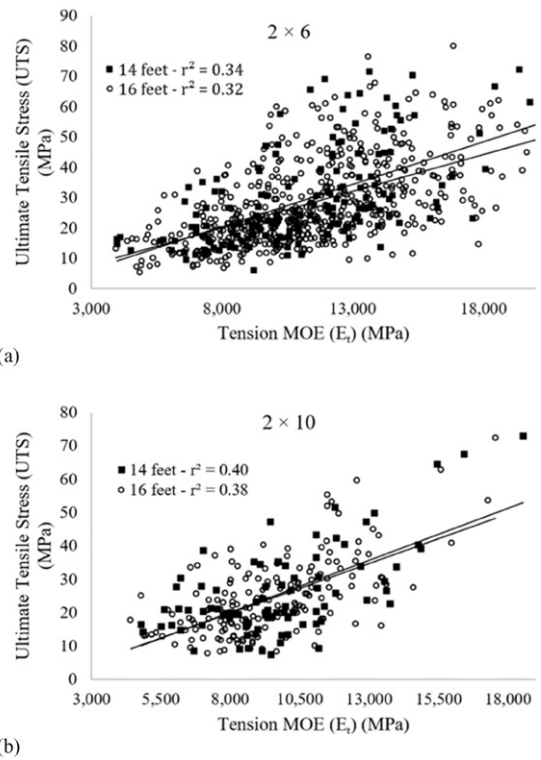 90
80
70
60
50
40
30
20
10
0
Ultimate Tensile Stress (UTS)
(MPa)
2 × 6
14 feet - r² = 0.34
16 feet - r² = 0.32
3,000 8,000 13,000 18,000
Tension MOE (Et) (MPa)
(a)
80
70
60
50
40
30
20
10
0
Ultimate Tensile Stress (UTS)
(MPa)
2 × 10
14 feet - r² = 0.40
16 feet - r² = 0.38
3,000 5,500 8,000 10,500 13,000 15,500 18,000
Tension MOE (Et) (MPa)
(b)